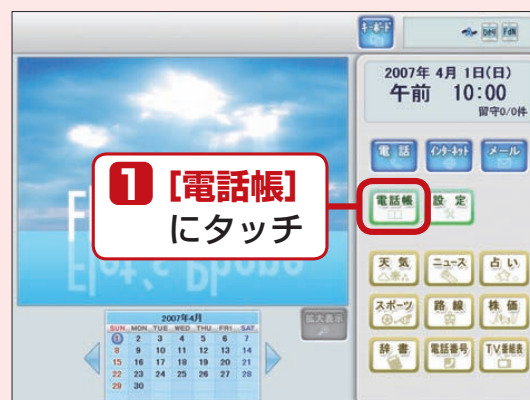 キーボード
2007年 4月 1日(日)
午前 10:00
留守0/0件
電話 インターネット メール
1 [電話帳]
にタッチ
電話帳 設定
天気 ニュース 占い
スポーツ 路線 株価
辞書 電話番号 TV番組表
拡大表示
2007年4月
SUN MON TUE WED THU FRI SAT
1 2 3 4 5 6 7
8 9 10 11 12 13 14
15 16 17 18 19 20 21
22 23 24 25 26 27 28
29 30